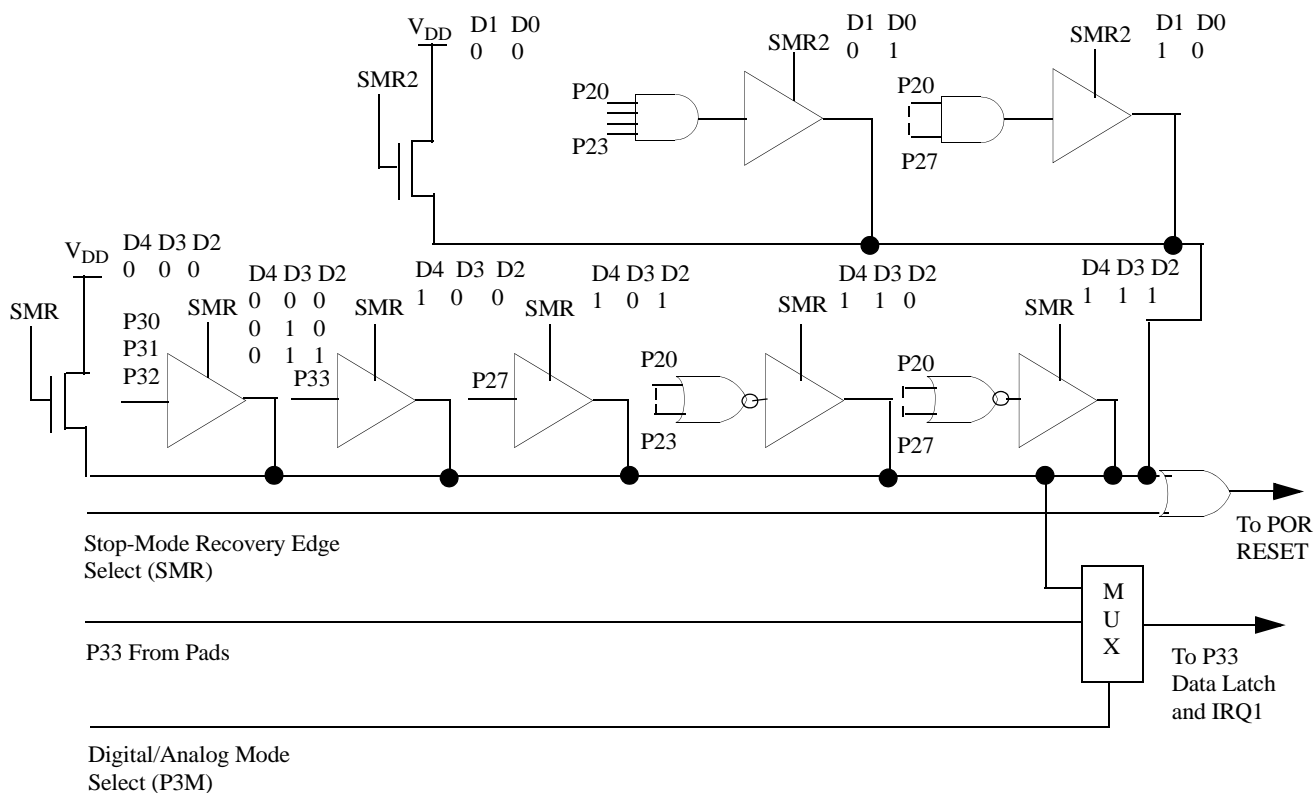 VDD
D1 D0
0 0
SMR2
D1 D0
0 1
SMR2
P20
P23
D1 D0
1 0
SMR2
P20
P27
VDD
D4 D3 D2
0 0 0
SMR
P30
P31
P32
SMR
D4 D3 D2
0 0 0
0 1 0
0 1 1
P33
SMR
D4 D3 D2
1 0 0
P27
SMR
D4 D3 D2
1 0 1
P20
P23
SMR
D4 D3 D2
1 1 0
P20
P27
SMR
D4 D3 D2
1 1 1
To POR
RESET
Stop-Mode Recovery Edge
Select (SMR)
P33 From Pads
M
U
X
To P33
Data Latch
and IRQ1
Digital/Analog Mode
Select (P3M)